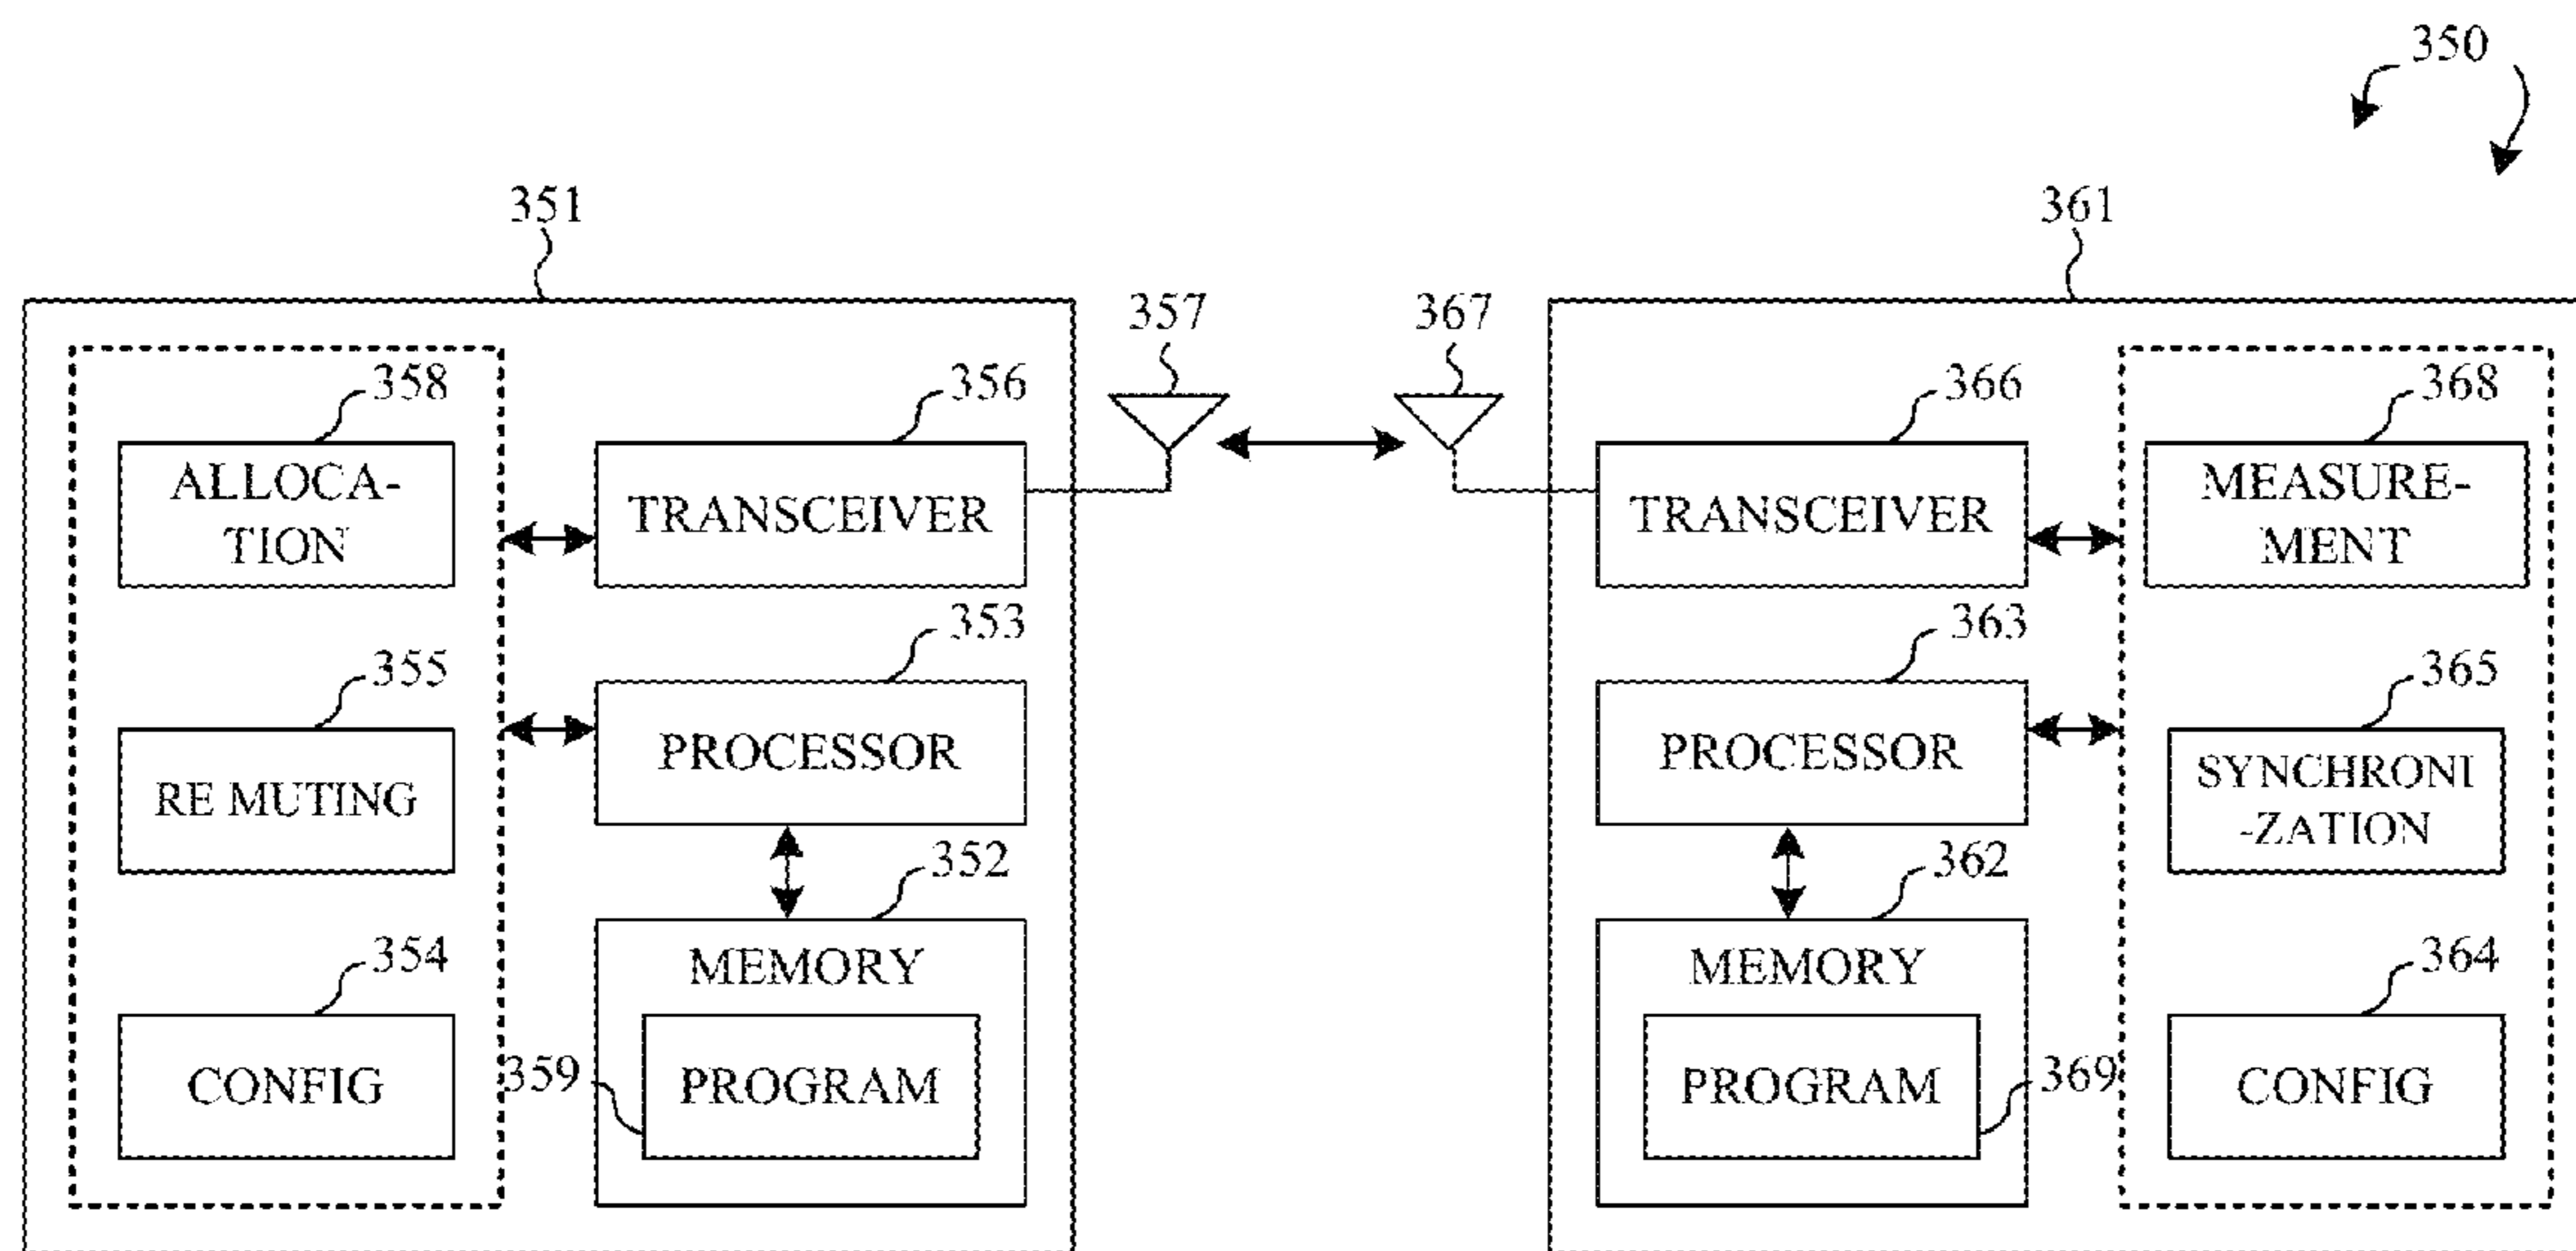 350
351
361
357
367
358
356
366
368
ALLOCA-
TION
TRANSCEIVER
TRANSCEIVER
MEASURE-
MENT
355
353
363
365
RE MUTING
PROCESSOR
PROCESSOR
SYNCHRONI
-ZATION
354
352
362
364
CONFIG
MEMORY
MEMORY
CONFIG
359
PROGRAM
PROGRAM
369